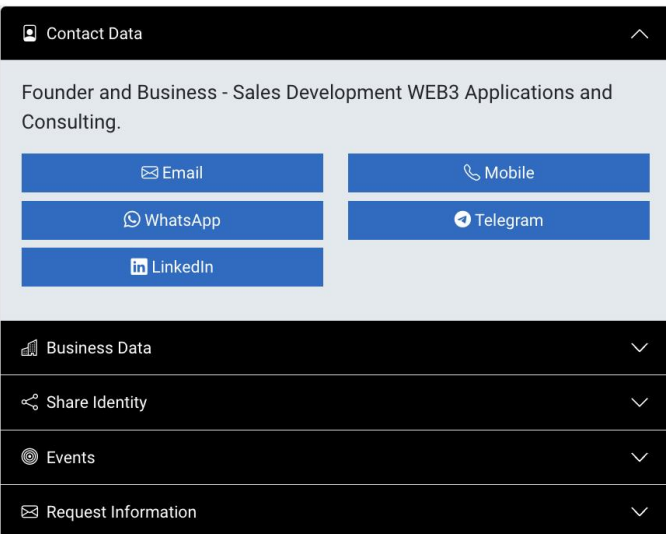 Contact Data
Founder and Business - Sales Development WEB3 Applications and
Consulting.
Email
Mobile
WhatsApp
Telegram
LinkedIn
Business Data
Share Identity
Events
Request Information